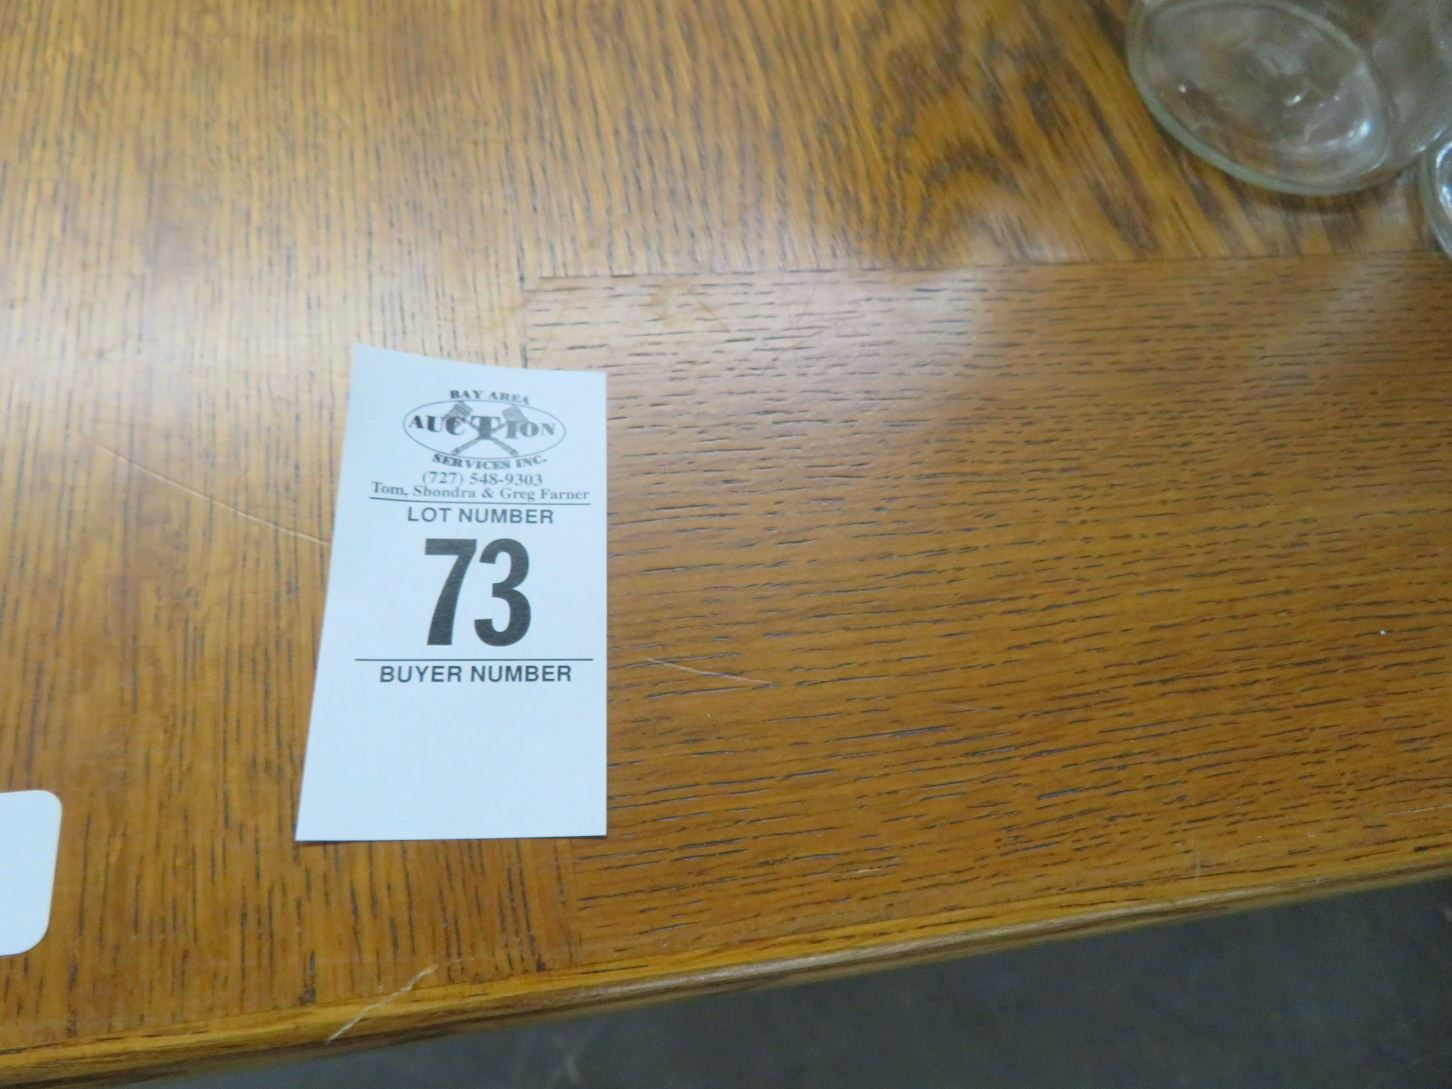 BAY AREA
AUCTION
SERVICES INC.
(727) 548-9303
Tom, Shondra & Greg Farner
LOT NUMBER
73
BUYER NUMBER